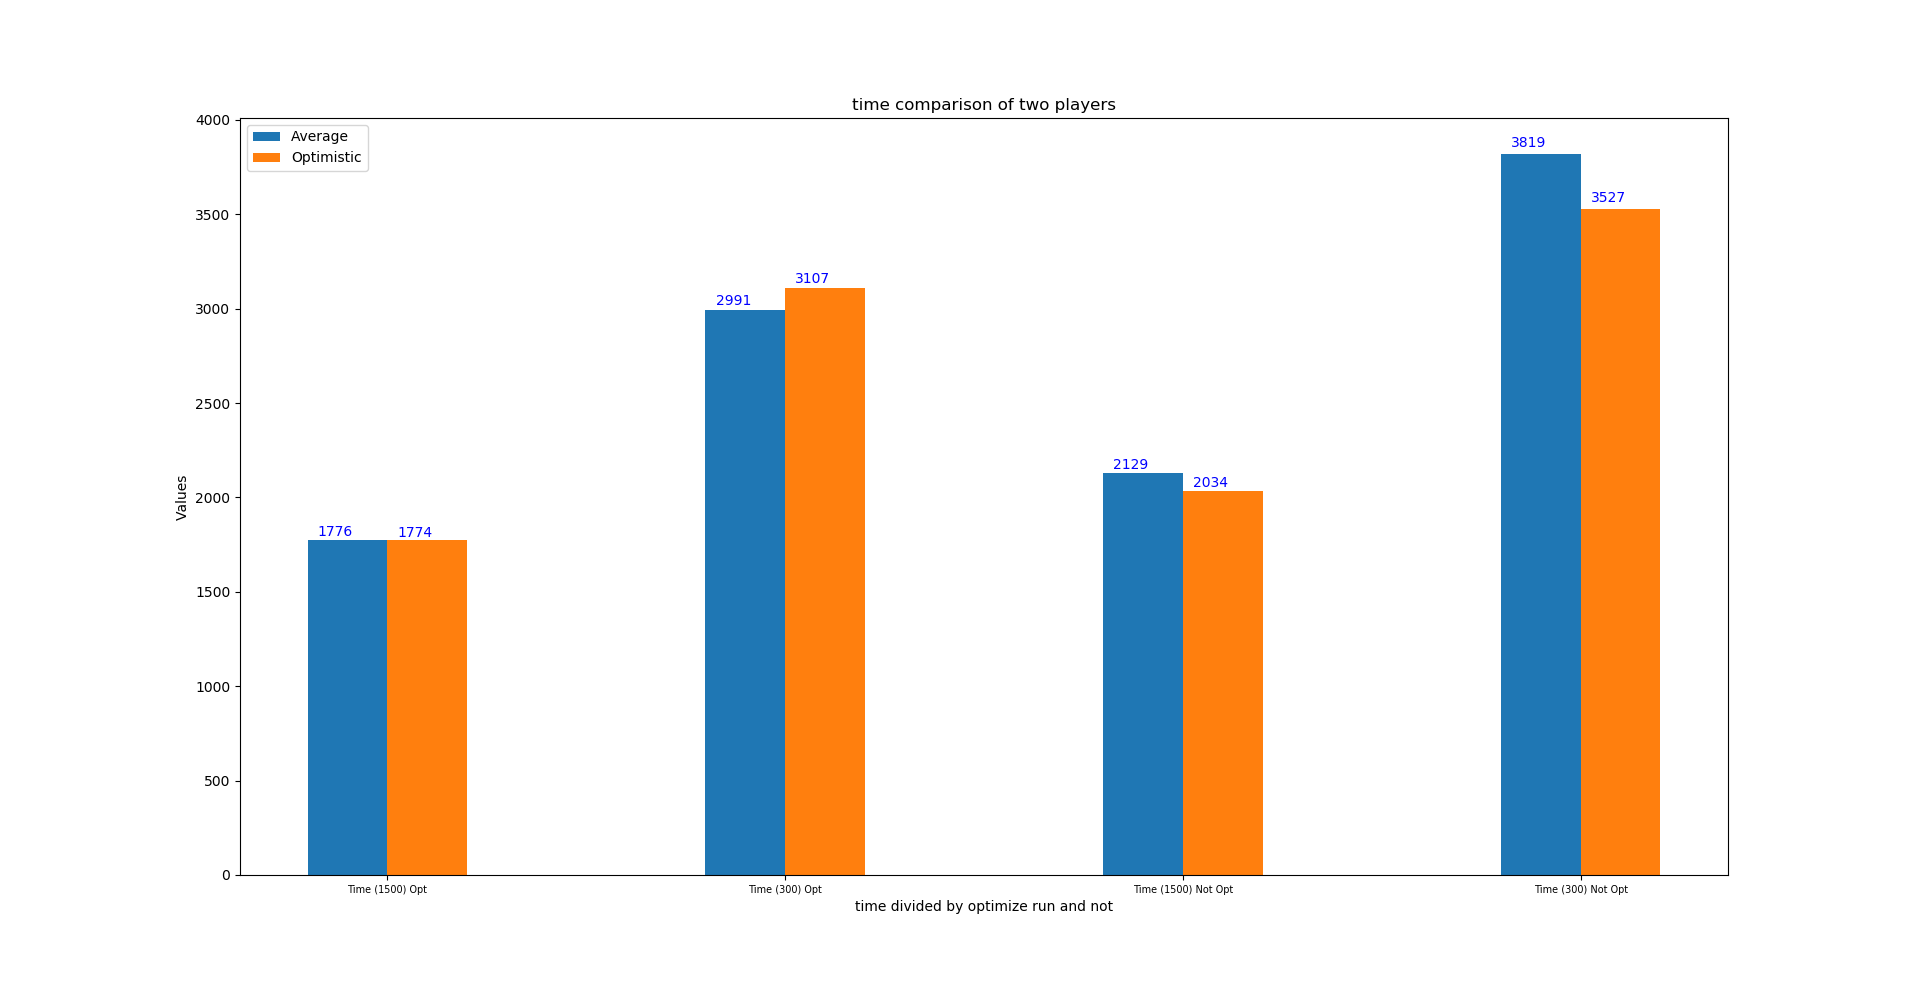 time comparison of two players
Average
Optimistic
4000
3500
3000
2500
2000
1500
1000
500
0
Values
1776
1774
2991
3107
2129
2034
3819
3527
Time (1500) Opt
Time (300) Opt
Time (1500) Not Opt
Time (300) Not Opt
time divided by optimize run and not